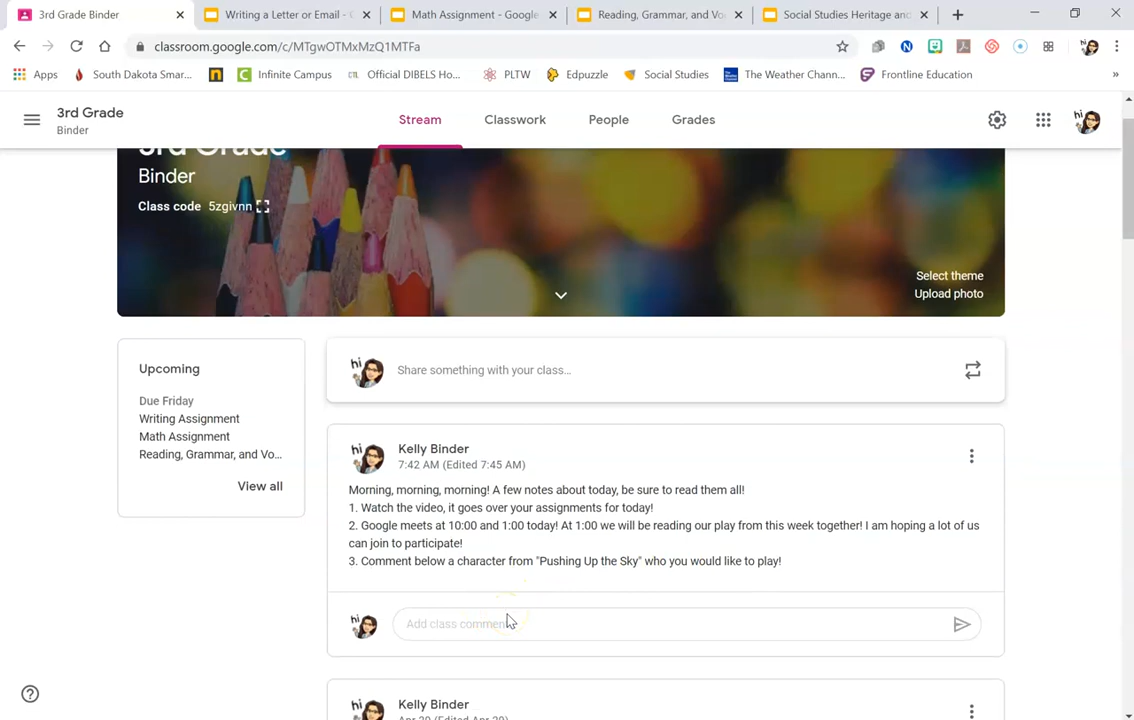 3rd Grade Binder
Writing a Letter or Email - G
Math Assignment - Google
Reading, Grammar, and Vo
Social Studies Heritage and
classroom.google.com/c/MTgwOTMxMzQ1MTFa
Apps
South Dakota Smar...
Infinite Campus
Official DIBELS Ho...
PLTW
Edpuzzle
Social Studies
The Weather Chann...
Frontline Education
3rd Grade
Binder
Stream
Classwork
People
Grades
3rd Grade
Binder
Class code 5zgivnn
Select theme
Upload photo
Upcoming
Due Friday
Writing Assignment
Math Assignment
Reading, Grammar, and Vo...
View all
Share something with your class...
Kelly Binder
7:42 AM (Edited 7:45 AM)
Morning, morning, morning! A few notes about today, be sure to read them all!
1. Watch the video, it goes over your assignments for today!
2. Google meets at 10:00 and 1:00 today! At 1:00 we will be reading our play from this week together! I am hoping a lot of us
can join to participate!
3. Comment below a character from "Pushing Up the Sky" who you would like to play!
Add class comment
Kelly Binder
Apr 29 (Edited Apr 29)